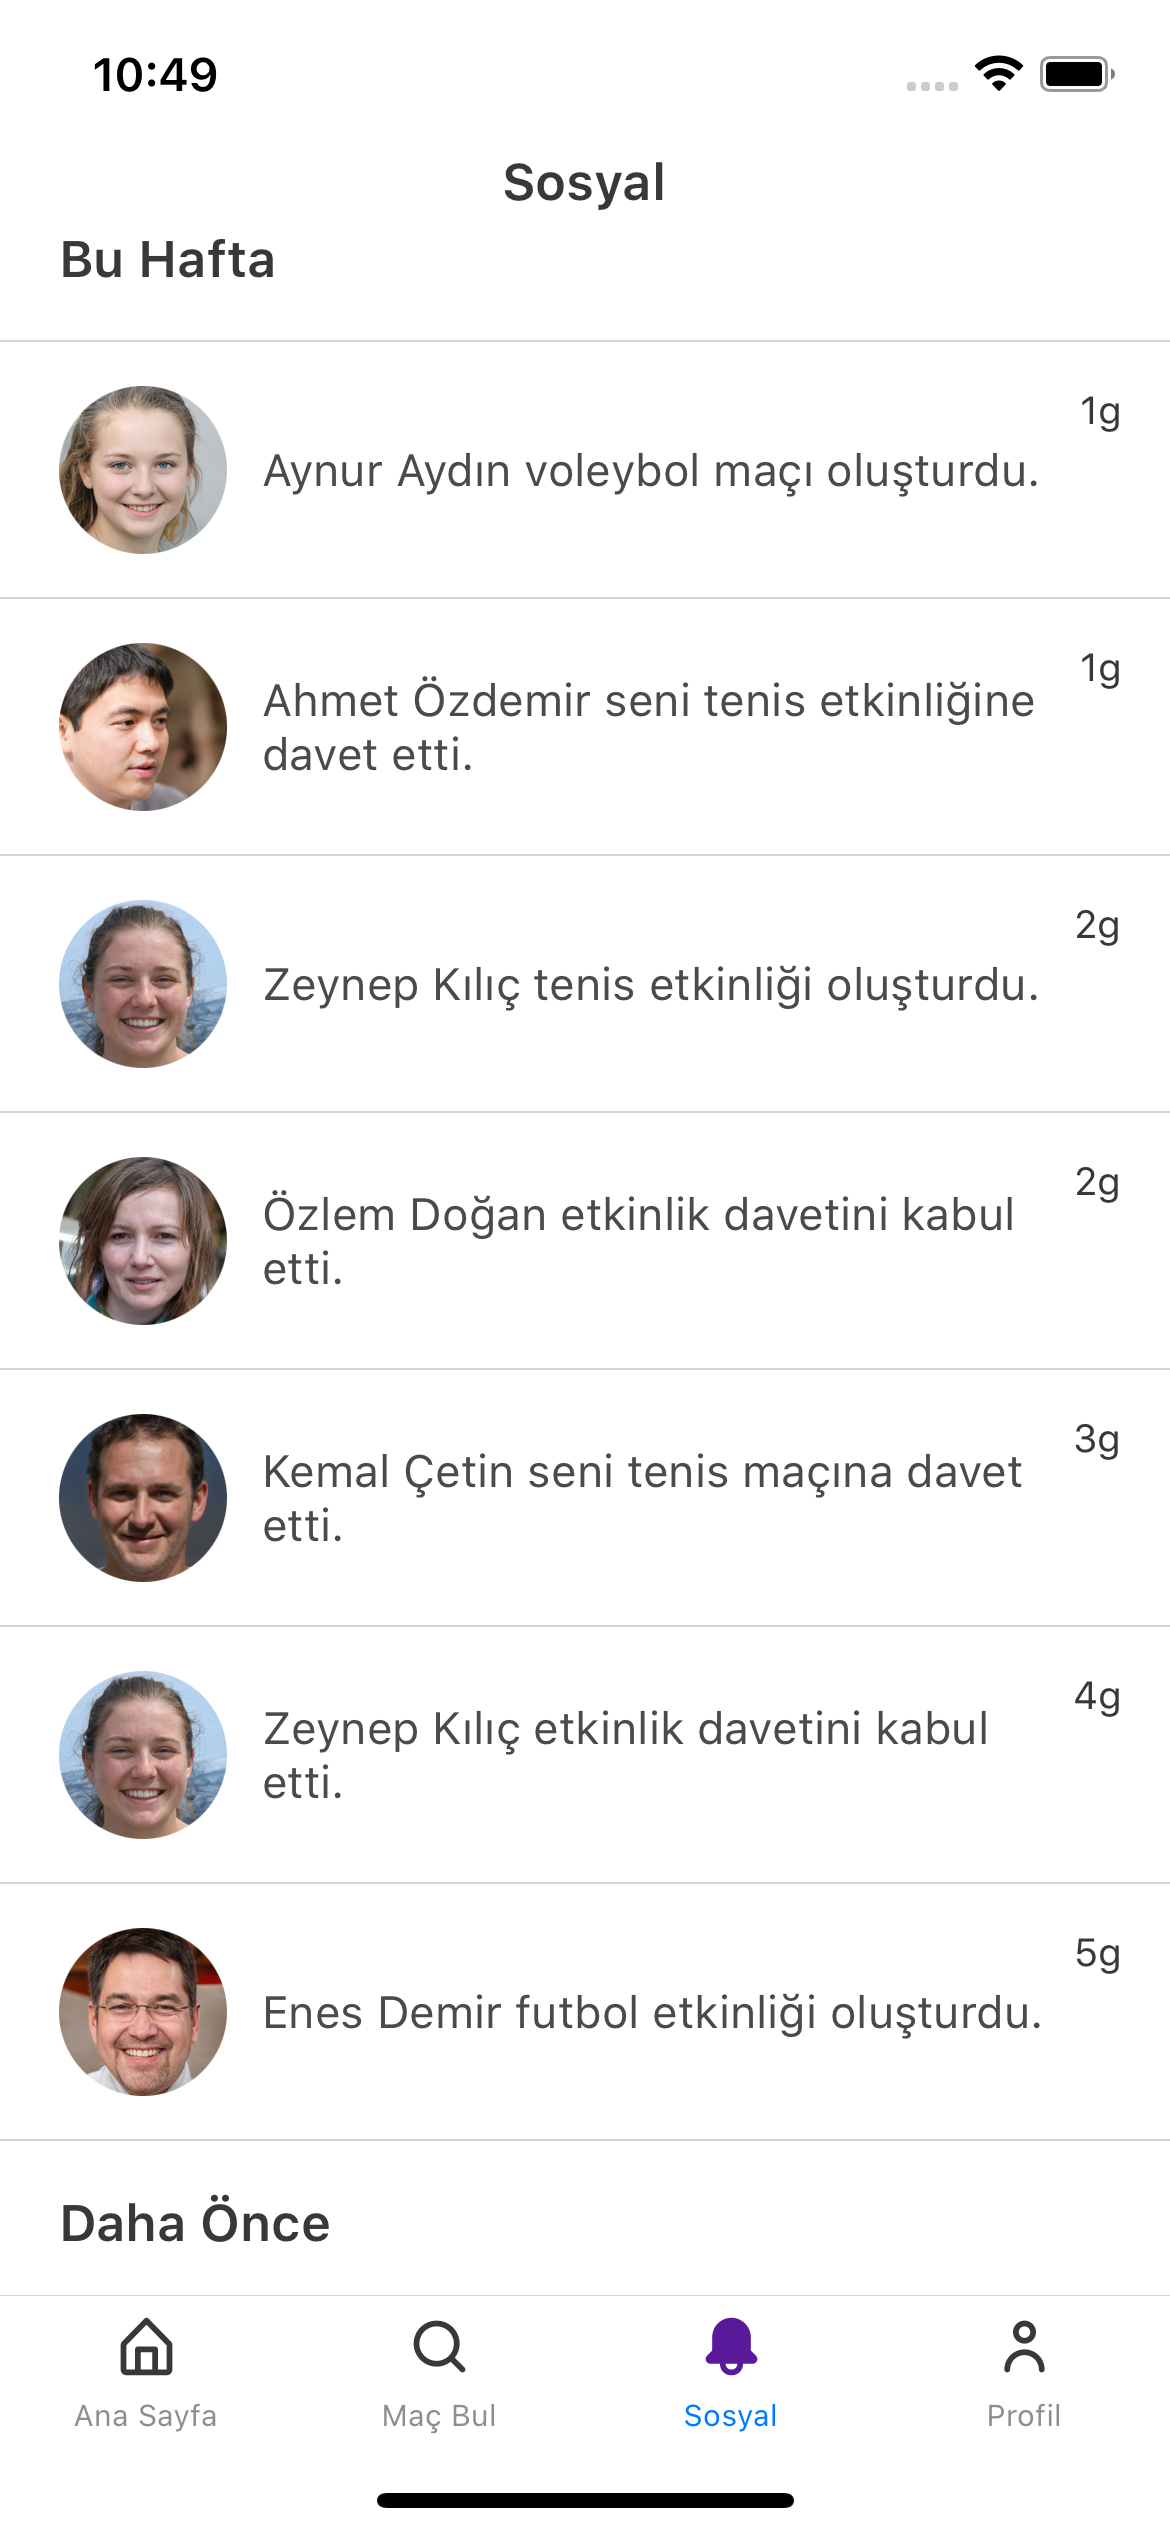 10:49
Sosyal
Bu Hafta
1g
Aynur Aydın voleybol maçı oluşturdu.
1g
Ahmet Özdemir seni tenis etkinliğine
davet etti.
2g
Zeynep Kılıç tenis etkinliği oluşturdu.
2g
Özlem Doğan etkinlik davetini kabul
etti.
3g
Kemal Çetin seni tenis maçına davet
etti.
4g
Zeynep Kılıç etkinlik davetini kabul
etti.
5g
Enes Demir futbol etkinliği oluşturdu.
Daha Önce
Ana Sayfa
Maç Bul
Sosyal
Profil